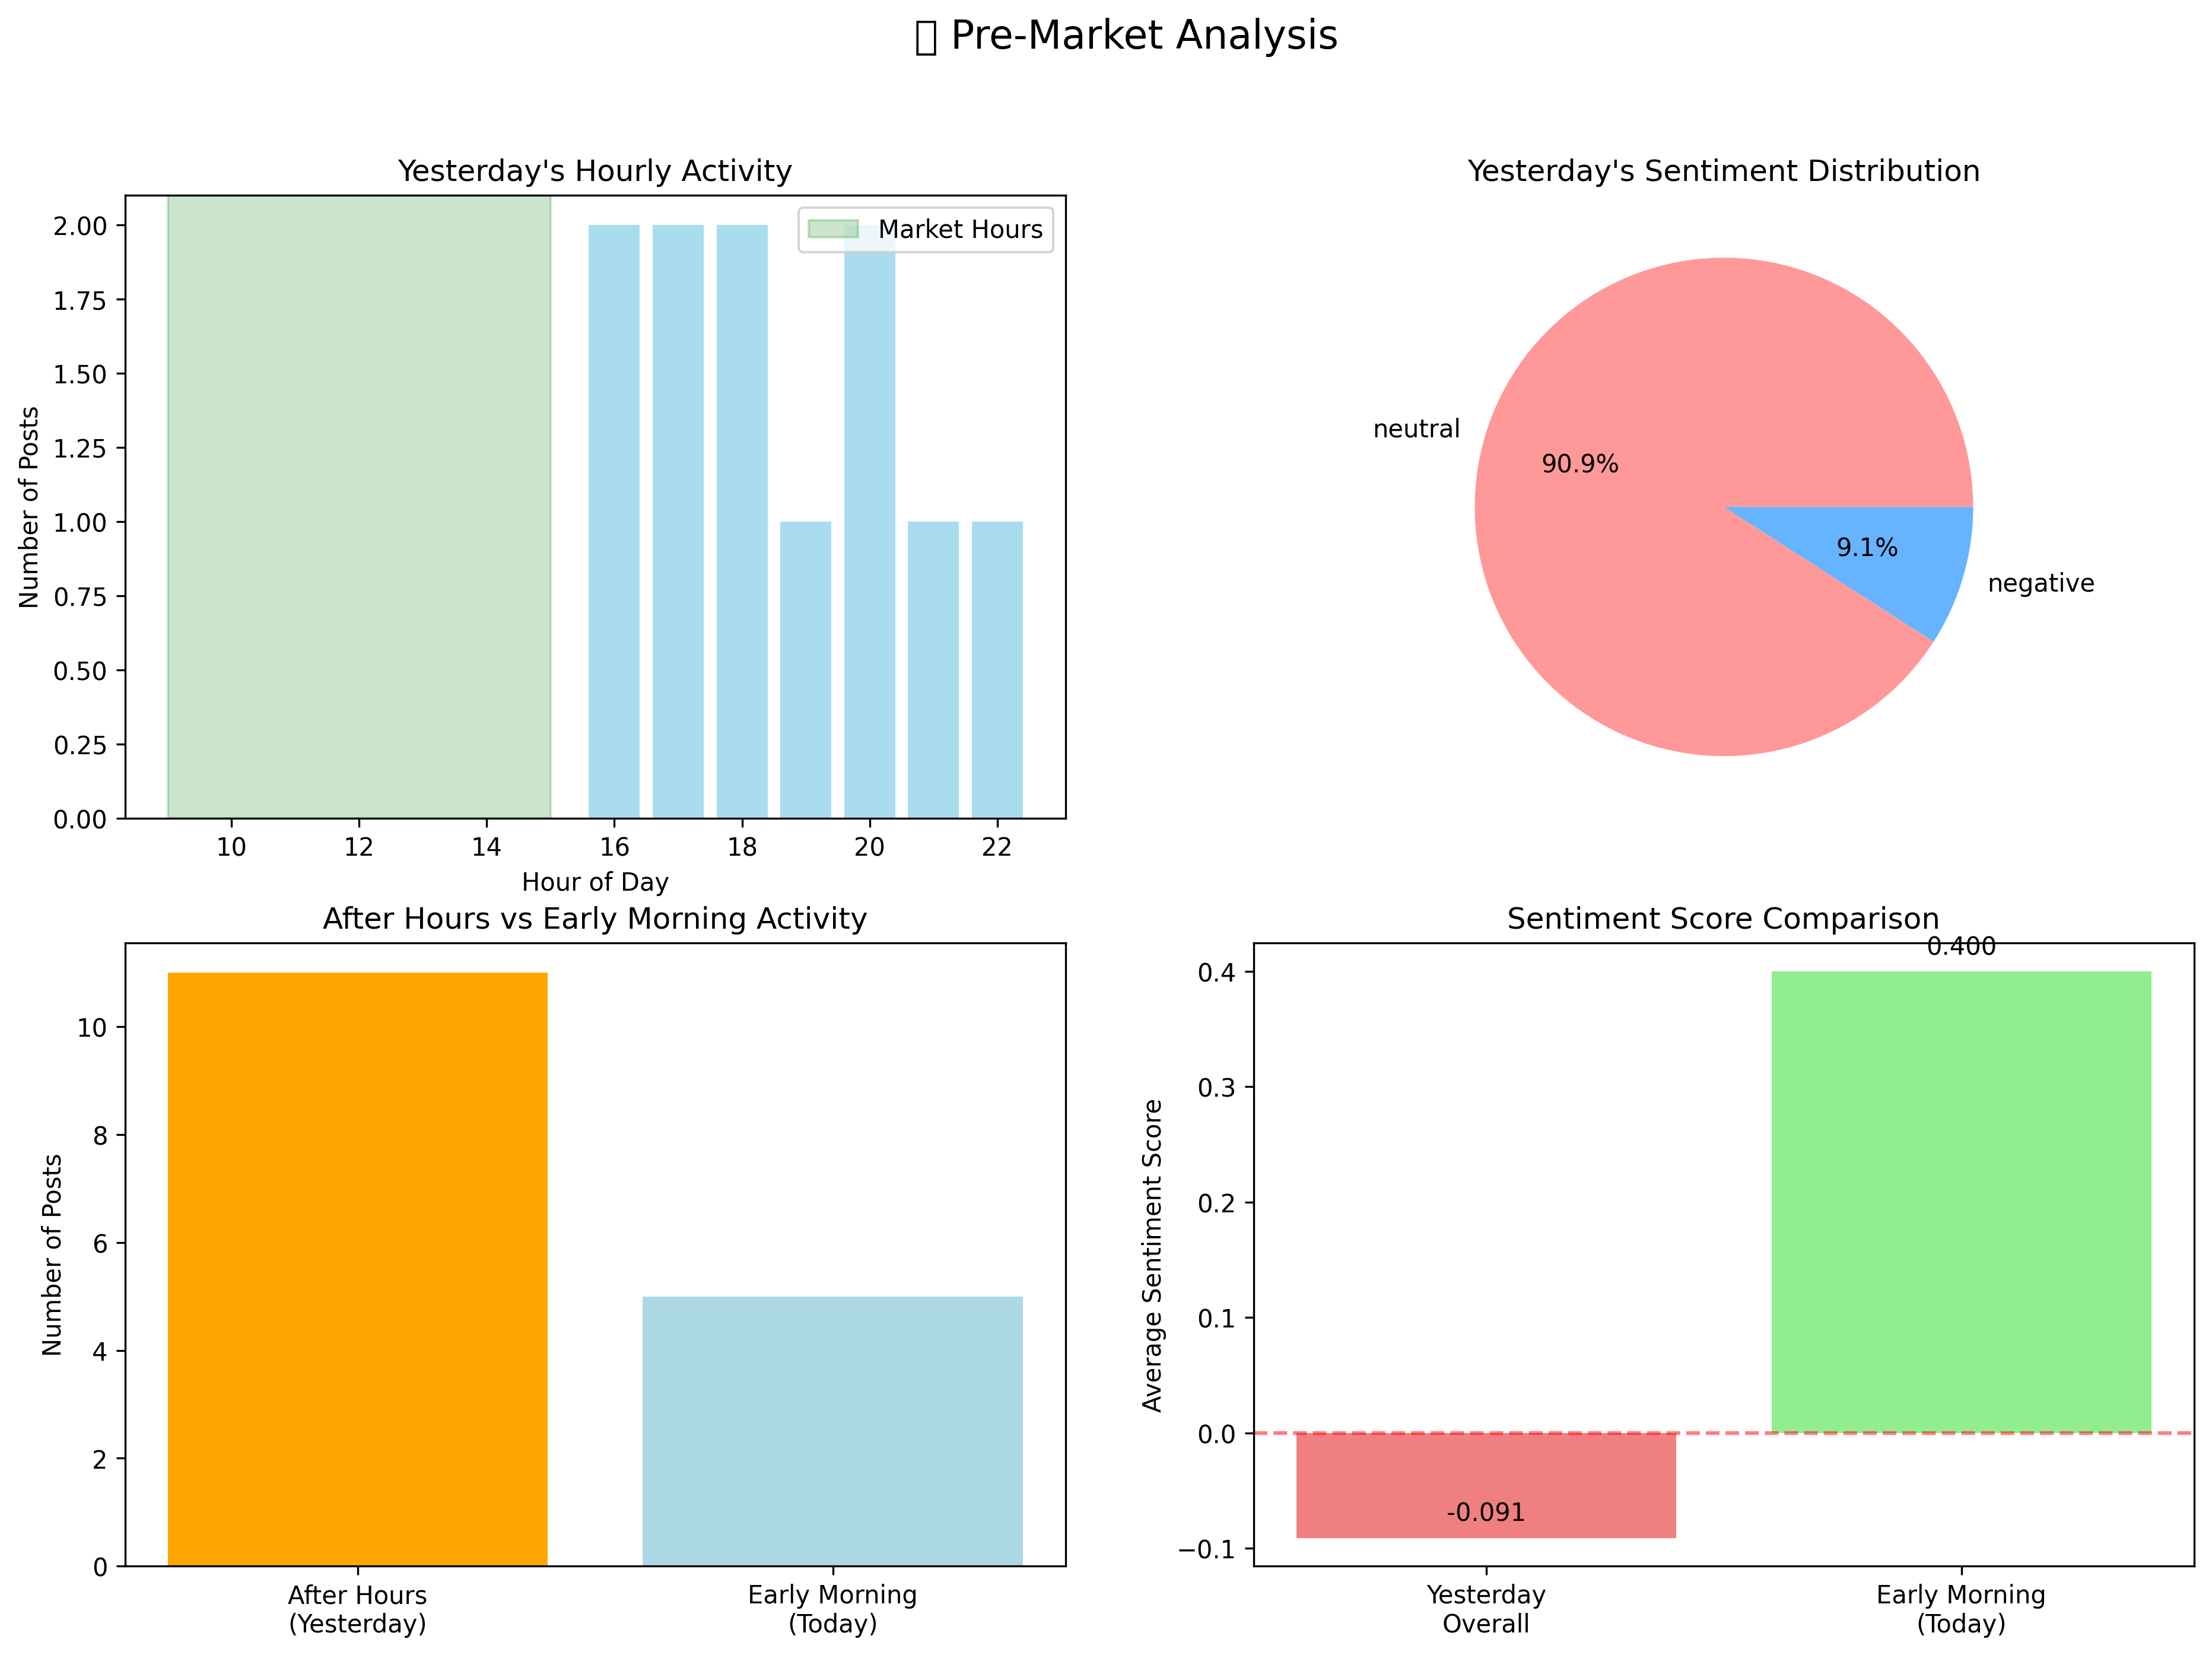 Pre-Market Analysis
Yesterday's Hourly Activity
Market Hours
Number of Posts
2.00
1.75
1.50
1.25
1.00
0.75
0.50
0.25
0.00
10 12 14 16 18 20 22
Hour of Day
Yesterday's Sentiment Distribution
neutral
90.9%
9.1%
negative
After Hours vs Early Morning Activity
Number of Posts
10
8
6
4
2
0
After Hours
(Yesterday)
Early Morning
(Today)
Sentiment Score Comparison
0.400
Average Sentiment Score
0.4
0.3
0.2
0.1
0.0
−0.1
-0.091
Yesterday
Overall
Early Morning
(Today)